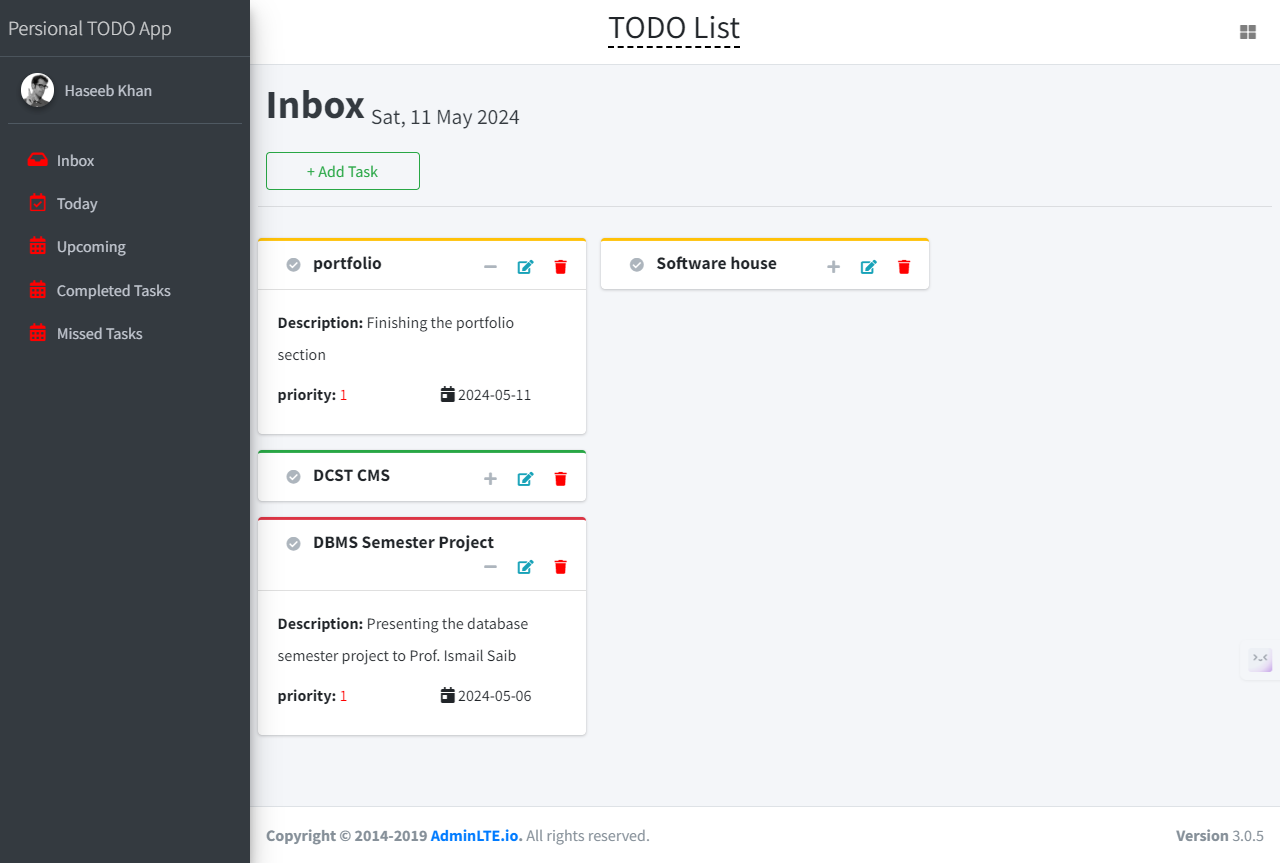 Persional TODO App
TODO List
Haseeb Khan
Inbox
Today
Upcoming
Completed Tasks
Missed Tasks
Inbox Sat, 11 May 2024
+ Add Task
portfolio
Description: Finishing the portfolio
section
priority: 1 2024-05-11
Software house
DCST CMS
DBMS Semester Project
Description: Presenting the database
semester project to Prof. Ismail Saib
priority: 1 2024-05-06
Copyright © 2014-2019 AdminLTE.io. All rights reserved.
Version 3.0.5